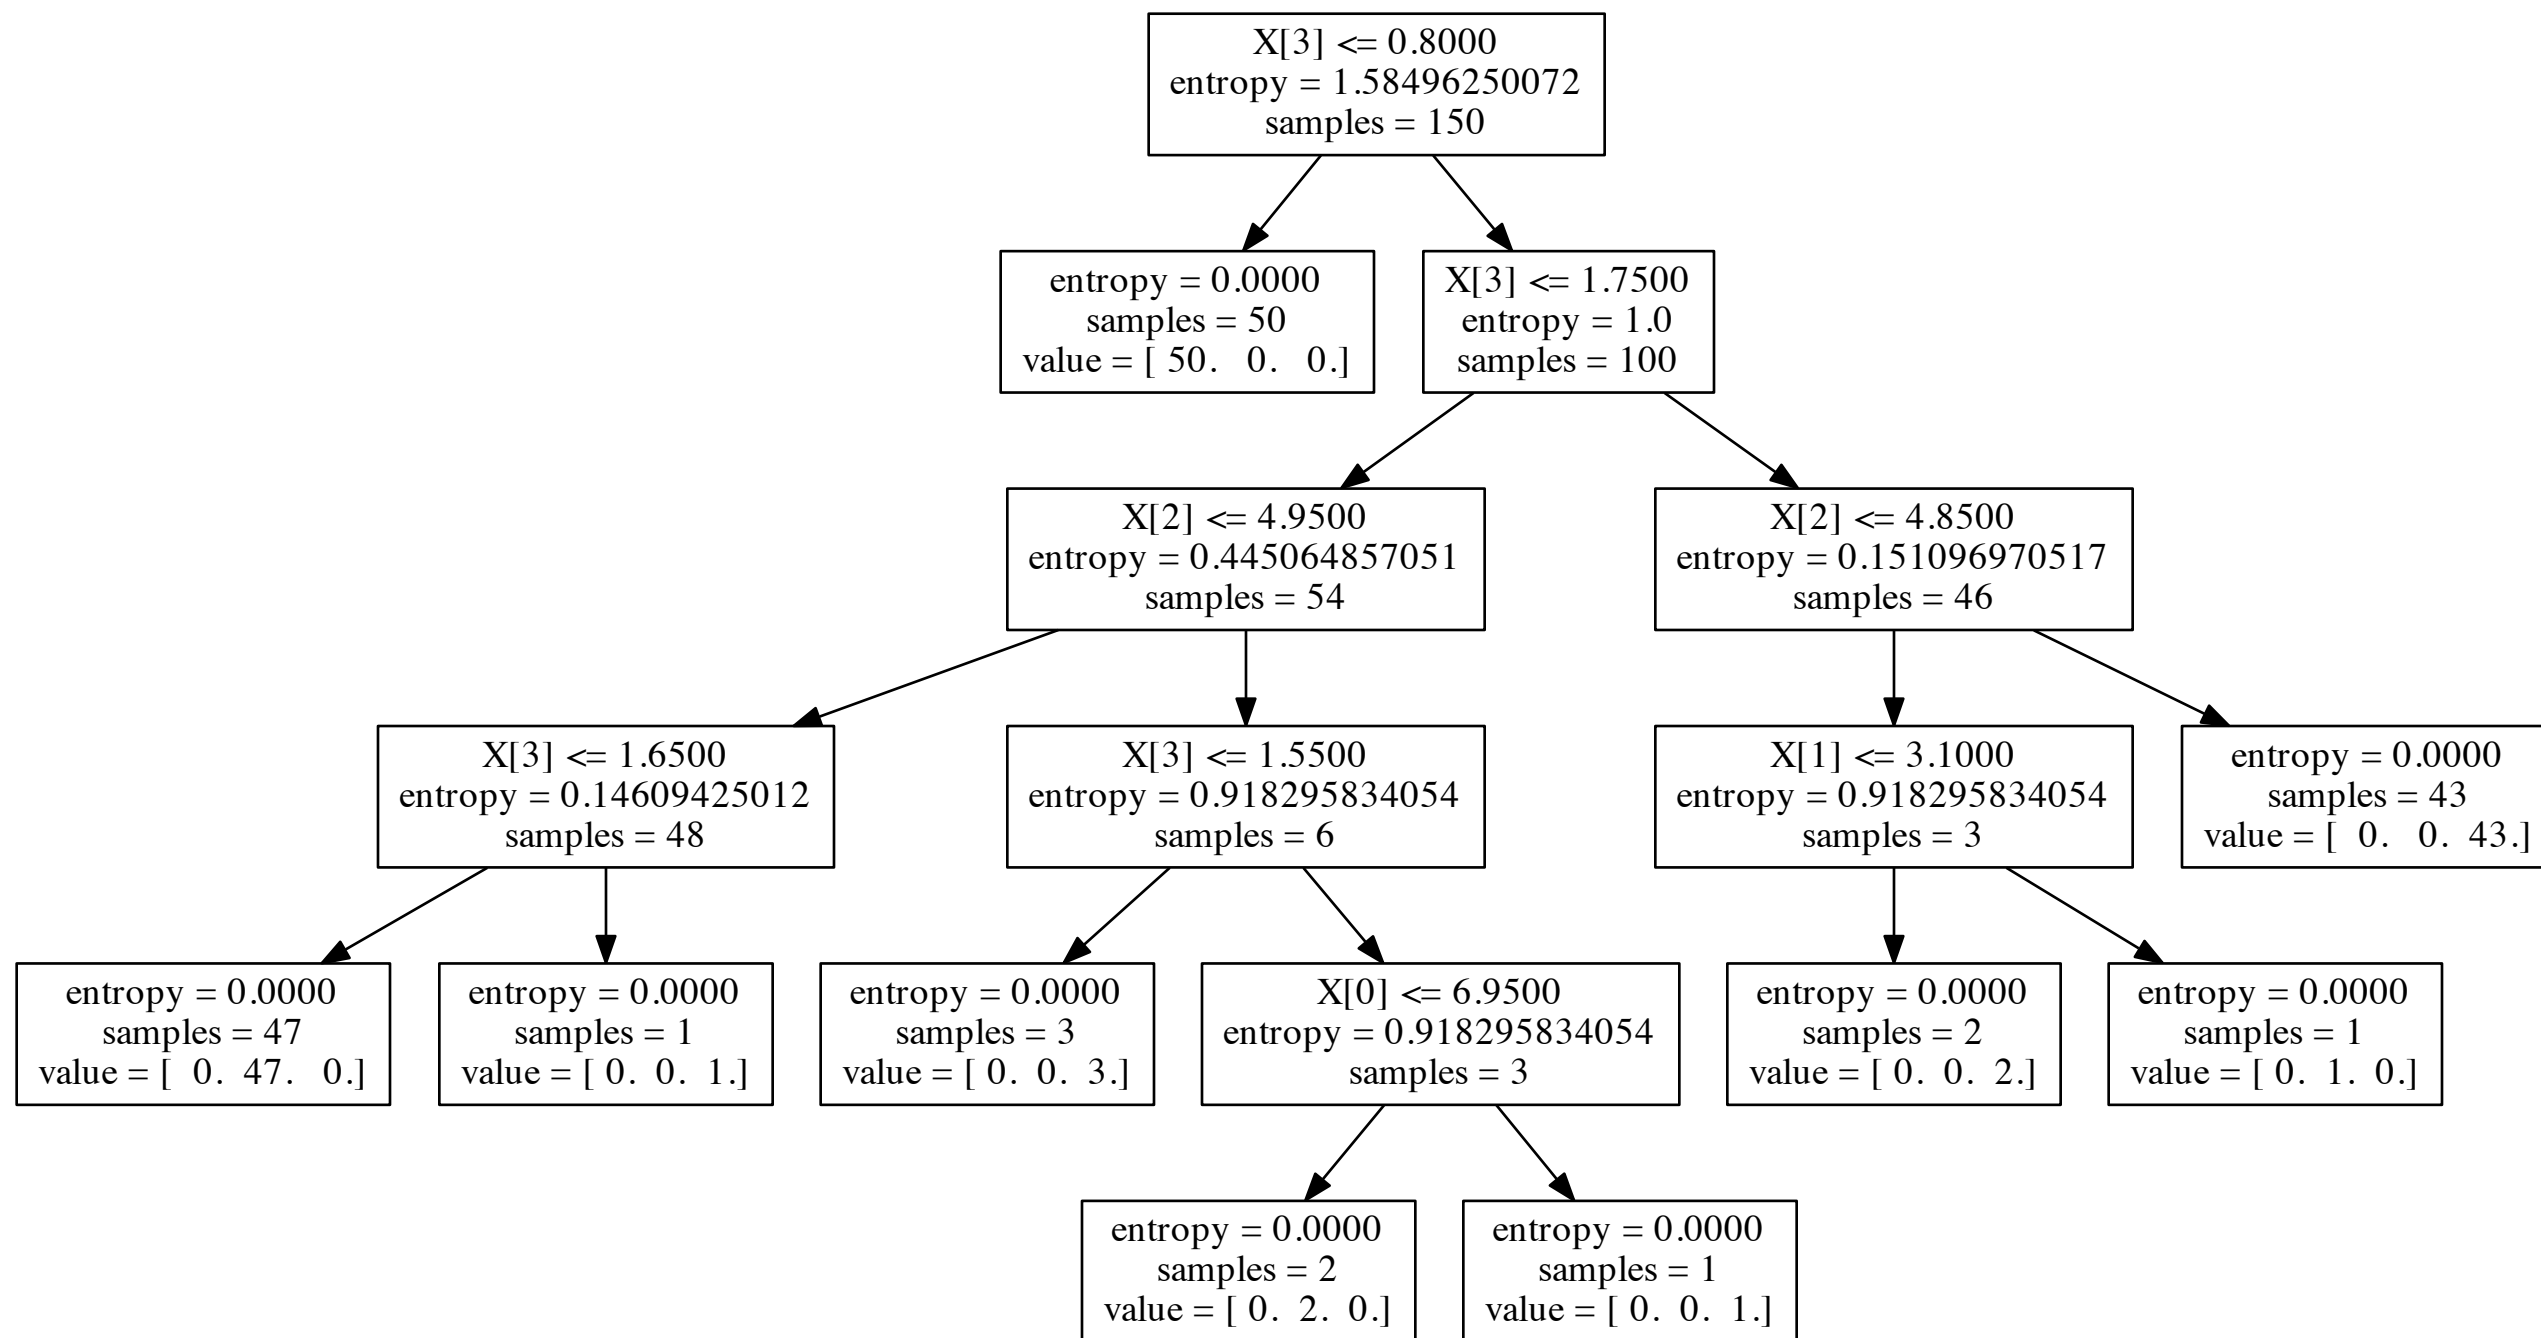 X[3] <= 0.8000
entropy = 1.58496250072
samples = 150
entropy = 0.0000
samples = 50
value = [ 50.   0.   0.]
X[3] <= 1.7500
entropy = 1.0
samples = 100
X[2] <= 4.9500
entropy = 0.445064857051
samples = 54
X[2] <= 4.8500
entropy = 0.151096970517
samples = 46
X[3] <= 1.6500
entropy = 0.14609425012
samples = 48
X[3] <= 1.5500
entropy = 0.918295834054
samples = 6
X[1] <= 3.1000
entropy = 0.918295834054
samples = 3
entropy = 0.0000
samples = 43
value = [  0.   0.  43.]
entropy = 0.0000
samples = 47
value = [  0.  47.   0.]
entropy = 0.0000
samples = 1
value = [ 0.  0.  1.]
entropy = 0.0000
samples = 3
value = [ 0.  0.  3.]
X[0] <= 6.9500
entropy = 0.918295834054
samples = 3
entropy = 0.0000
samples = 2
value = [ 0.  0.  2.]
entropy = 0.0000
samples = 1
value = [ 0.  1.  0.]
entropy = 0.0000
samples = 2
value = [ 0.  2.  0.]
entropy = 0.0000
samples = 1
value = [ 0.  0.  1.]